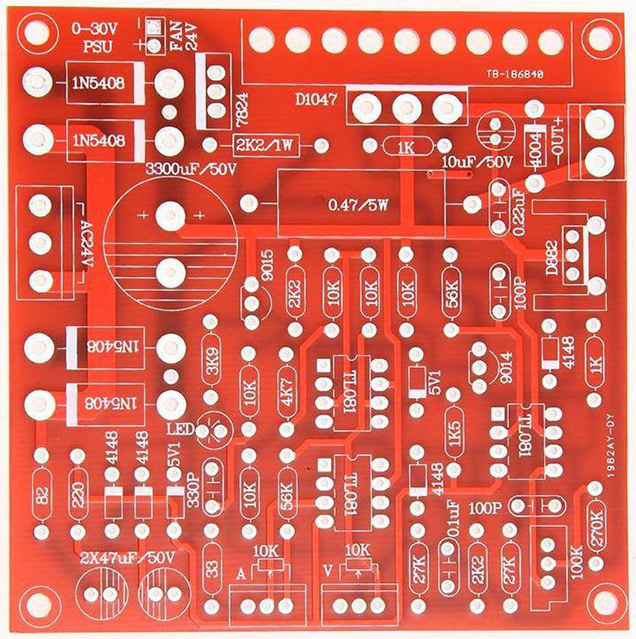 0-30V
PSU
FAN
24V
TB-186840
1N5408
7824
D1047
1N5408
2K2/1W
1K
10uF/50V
4004
-OUT+
3300uF/50V
AC24V
0.47/5W
0.22uF
D882
9015
2K2
10K
10K
10K
56K
100P
1N5408
3K9
10K
4K7
TL081
5V1
9014
4148
1K
1N5408
LED
1K5
TL081
1982AY-DY
82
220
4148
4148
5V1
330P
10K
56K
TL081
4148
0.1uF
100P
270K
2X47uF/50V
33
A
10K
V
10K
27K
2K2
27K
100K